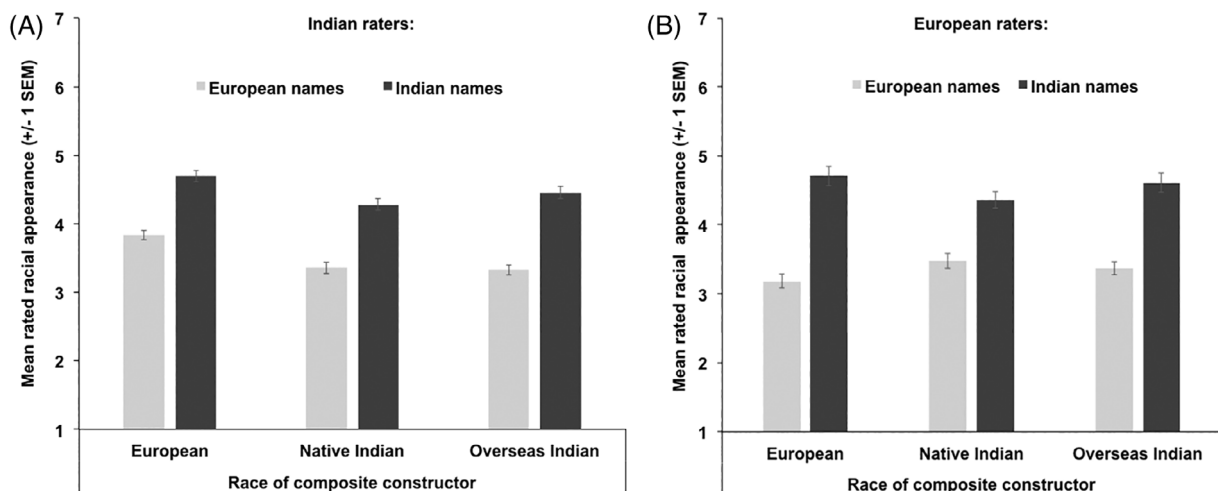 (A)
Indian raters:
European names
Indian names
Mean rated racial appearance (+/- 1 SEM)
7
6
5
4
3
2
1
European
Native Indian
Overseas Indian
Race of composite constructor
(B)
European raters:
European names
Indian names
Mean rated racial appearance (+/- 1 SEM)
7
6
5
4
3
2
1
European
Native Indian
Overseas Indian
Race of composite constructor